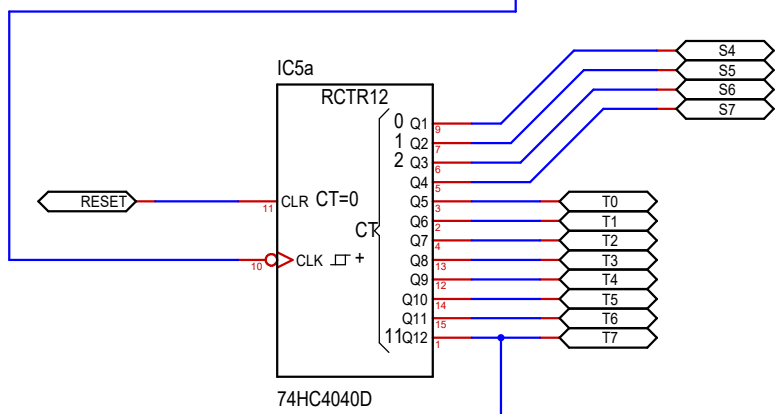 IC5a
RCTR12
S4
S5
S6
S7
0 Q1 9
1 Q2 7
2 Q3 6
Q4 5
RESET 11 CLR CT=0
Q5 3 T0
Q6 2 T1
CT
Q7 4 T2
10 CLK + Q8 13 T3
Q9 12 T4
Q10 14 T5
Q11 15 T6
11 Q12 1 T7
74HC4040D